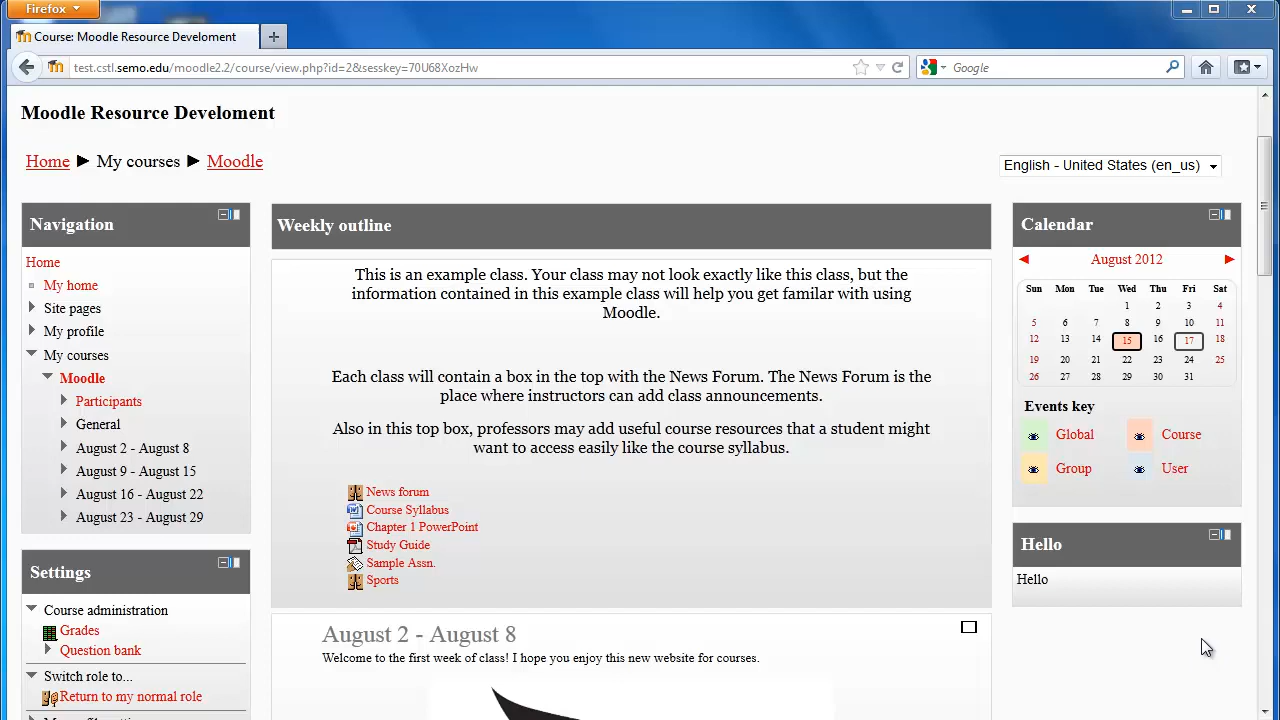 Firefox
Course: Moodle Resource Develoment
test.cstl.semo.edu/moodle2.2/course/view.php?id=2&sesskey=70U68XozHw
Google
Moodle Resource Develoment
Home ► My courses ► Moodle
English - United States (en_us)
Navigation
Home
My home
Site pages
My profile
My courses
Moodle
Participants
General
August 2 - August 8
August 9 - August 15
August 16 - August 22
August 23 - August 29
Settings
Course administration
Grades
Question bank
Switch role to...
Return to my normal role
Weekly outline
This is an example class. Your class may not look exactly like this class, but the
information contained in this example class will help you get familar with using
Moodle.
Each class will contain a box in the top with the News Forum. The News Forum is the
place where instructors can add class announcements.
Also in this top box, professors may add useful course resources that a student might
want to access easily like the course syllabus.
News forum
Course Syllabus
Chapter 1 PowerPoint
Study Guide
Sample Assn.
Sports
August 2 - August 8
Welcome to the first week of class! I hope you enjoy this new website for courses.
Calendar
◄ August 2012 ►
Sun Mon Tue Wed Thu Fri Sat
1 2 3 4
5 6 7 8 9 10 11
12 13 14 15 16 17 18
19 20 21 22 23 24 25
26 27 28 29 30 31
Events key
Global Course
Group User
Hello
Hello